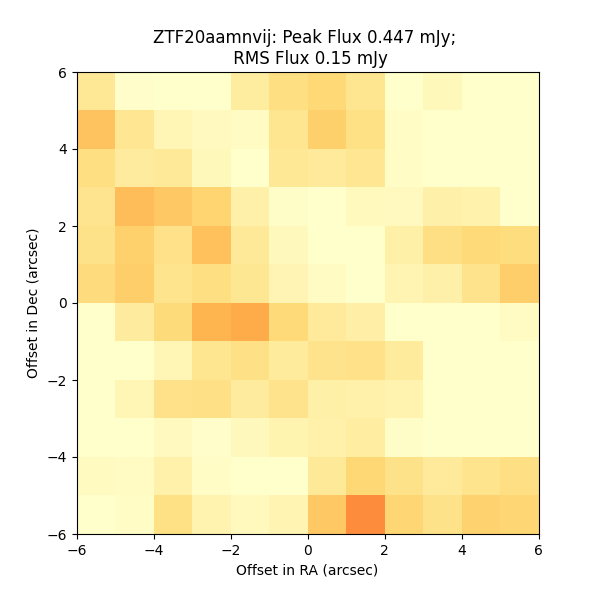 ZTF20aamnvij: Peak Flux 0.447 mJy;
RMS Flux 0.15 mJy
6
4
2
0
−2
−4
−6
Offset in Dec (arcsec)
−6 −4 −2 0 2 4 6
Offset in RA (arcsec)